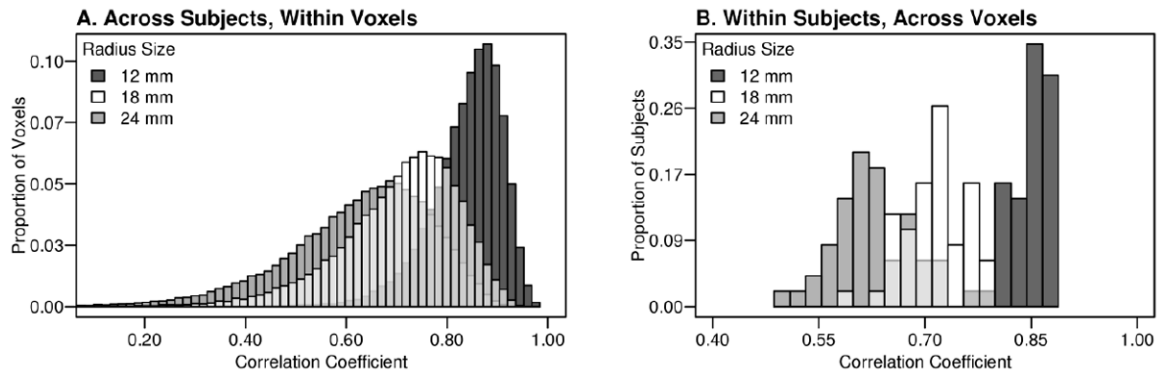 A. Across Subjects, Within Voxels
Radius Size
12 mm
18 mm
24 mm
Proportion of Voxels
0.10
0.07
0.05
0.03
0.00
0.20
0.40
0.60
0.80
1.00
Correlation Coefficient
B. Within Subjects, Across Voxels
Radius Size
12 mm
18 mm
24 mm
Proportion of Subjects
0.35
0.26
0.17
0.09
0.00
0.40
0.55
0.70
0.85
1.00
Correlation Coefficient